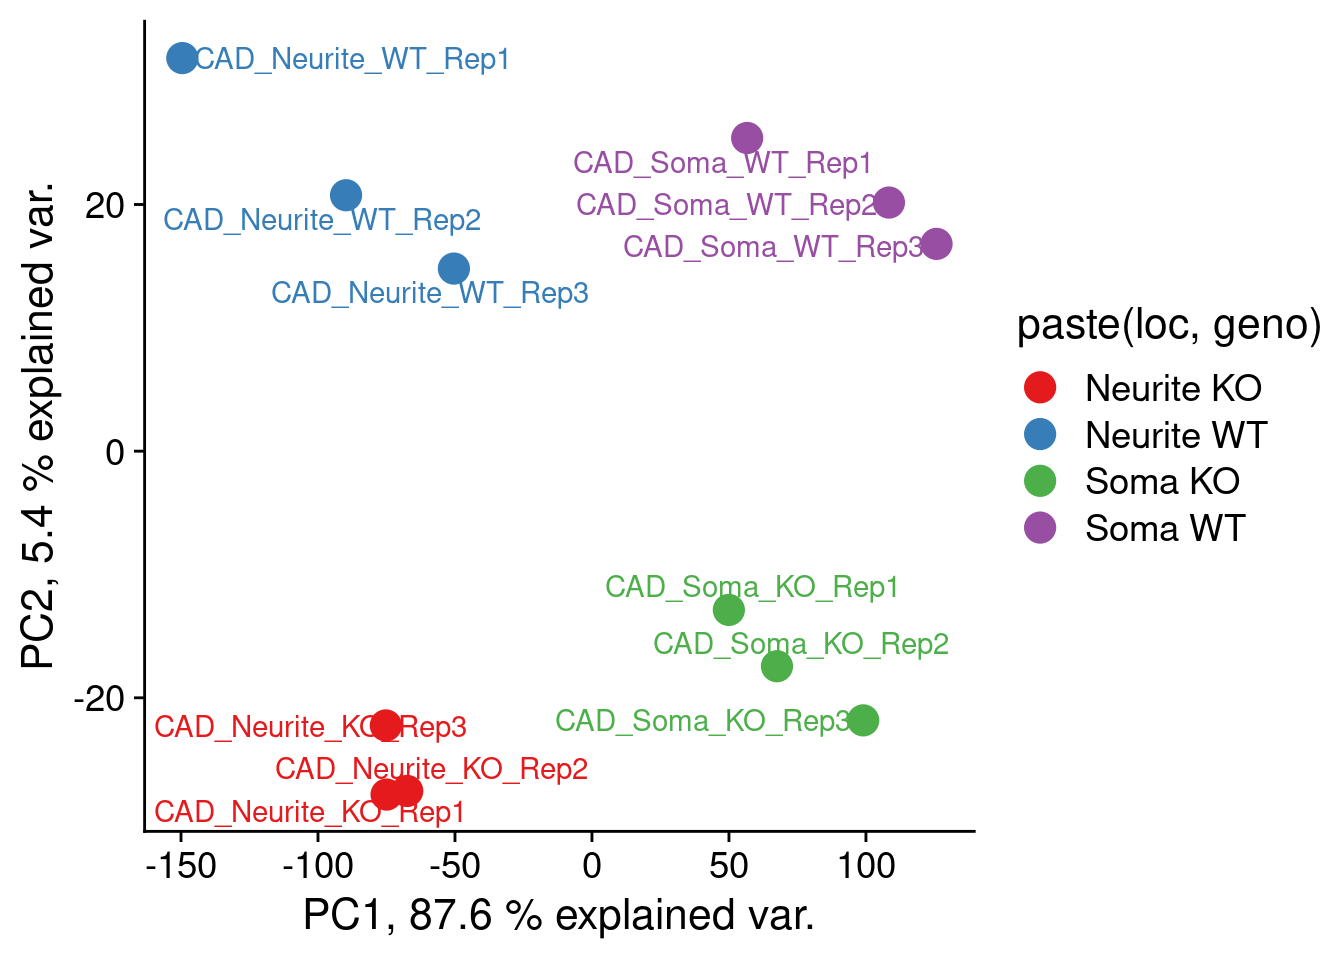 CAD_Neurite_WT_Rep1
CAD_Soma_WT_Rep1
CAD_Neurite_WT_Rep2
CAD_Soma_WT_Rep2
CAD_Soma_WT_Rep3
CAD_Neurite_WT_Rep3
CAD_Soma_KO_Rep1
CAD_Soma_KO_Rep2
CAD_Soma_KO_Rep3
CAD_Neurite_KO_Rep3
CAD_Neurite_KO_Rep2
CAD_Neurite_KO_Rep1
20
0
-20
PC2, 5.4 % explained var.
-150 -100 -50 0 50 100
PC1, 87.6 % explained var.
paste(loc, geno)
Neurite KO
Neurite WT
Soma KO
Soma WT